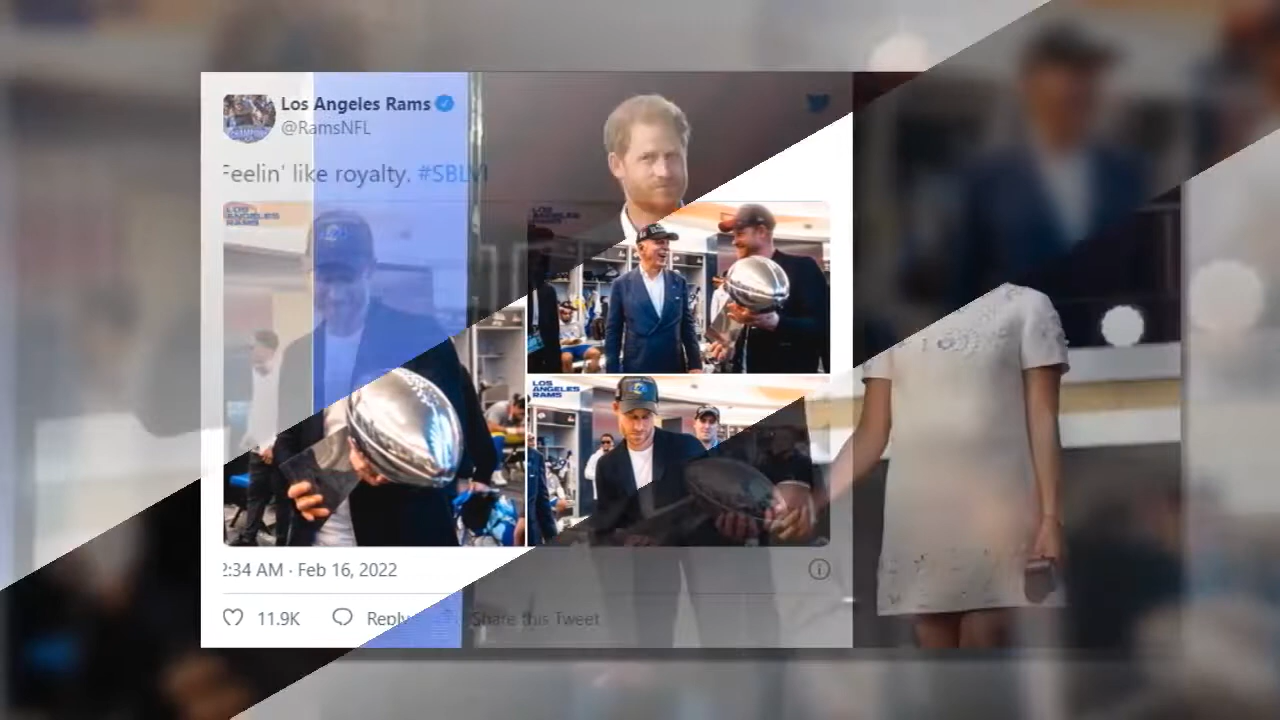 Los Angeles Rams
@RamsNFL
Feelin' like royalty. #SBLVI
LOS
ANGELES
RAMS
LOS
ANGELES
RAMS
LOS
ANGELES
RAMS
2:34 AM · Feb 16, 2022
11.9K Reply Share this Tweet